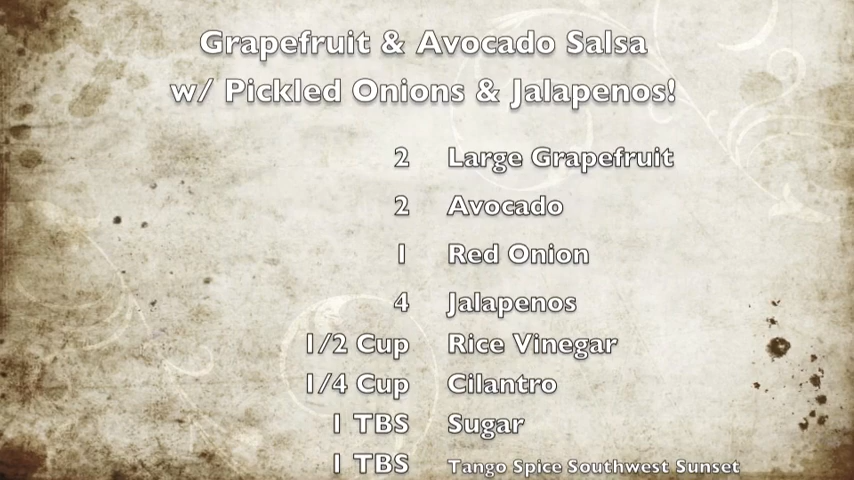 Grapefruit & Avocado Salsa
w/ Pickled Onions & Jalapenos!
2 Large Grapefruit
2 Avocado
1 Red Onion
4 Jalapenos
1/2 Cup Rice Vinegar
1/4 Cup Cilantro
1 TBS Sugar
1 TBS Tango Spice Southwest Sunset